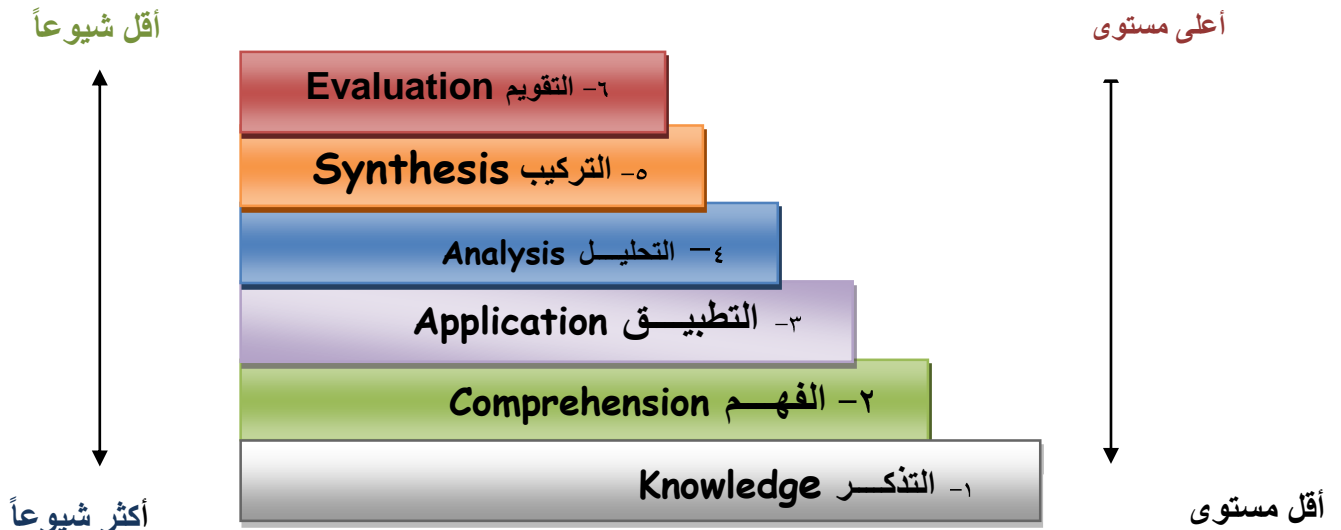 أعلى مستوى
أقل شيوعاً
٦- التقويم Evaluation
٥- التركيب Synthesis
٤– التحليـــل Analysis
٣- التطبيـــق Application
٢– الفهـــم Comprehension
١- التذكـــر Knowledge
أقل مستوى
أكثر شيوعاً